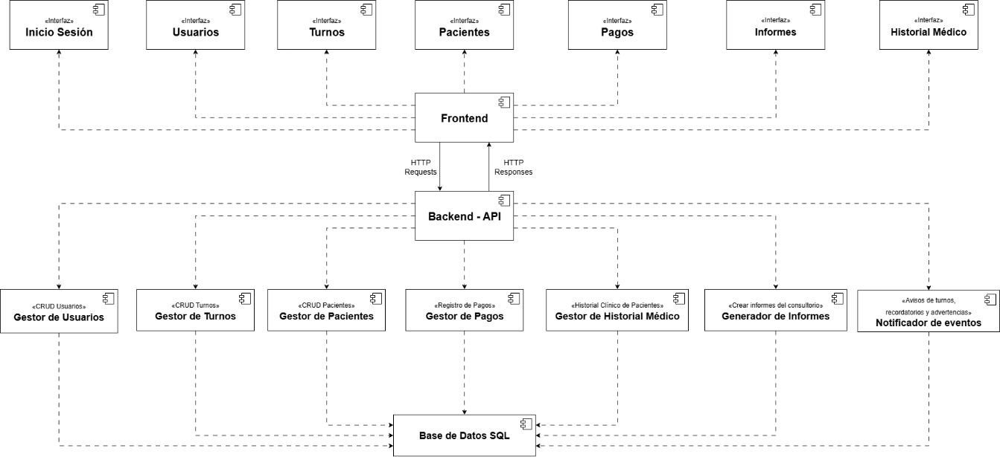 «Interfaz»
Inicio Sesión
«Interfaz»
Usuarios
«Interfaz»
Turnos
«Interfaz»
Pacientes
«Interfaz»
Pagos
«Interfaz»
Informes
«Interfaz»
Historial Médico
Frontend
HTTP
Requests
HTTP
Responses
Backend - API
«CRUD Usuarios»
Gestor de Usuarios
«CRUD Turnos»
Gestor de Turnos
«CRUD Pacientes»
Gestor de Pacientes
«Registro de Pagos»
Gestor de Pagos
«Historial Clínico de Pacientes»
Gestor de Historial Médico
«Crear informes del consultorio»
Generador de Informes
«Avisos de turnos,
recordatorios y advertencias»
Notificador de eventos
Base de Datos SQL